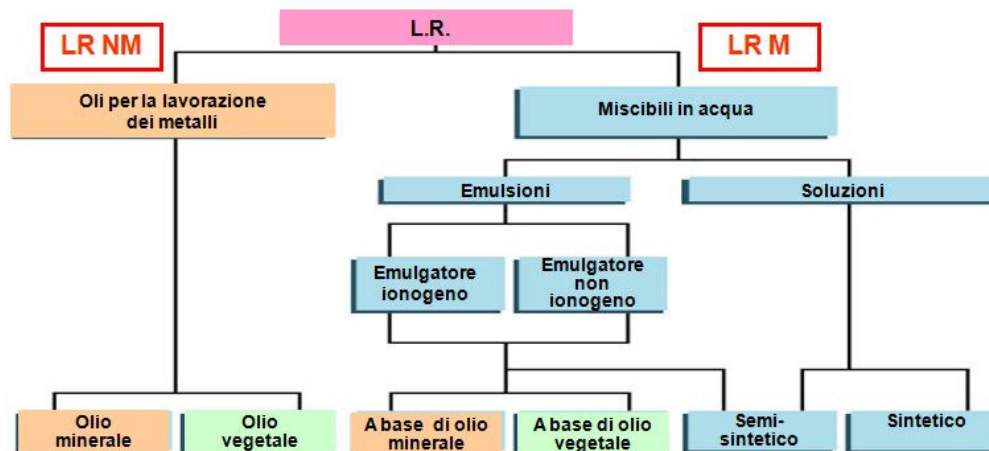 L.R.
LR NM
LR M
Oli per la lavorazione
dei metalli
Miscibili in acqua
Emulsioni
Soluzioni
Emulgatore
ionogeno
Emulgatore
non
ionogeno
Olio
minerale
Olio
vegetale
A base di olio
minerale
A base di olio
vegetale
Semi-
sintetico
Sintetico